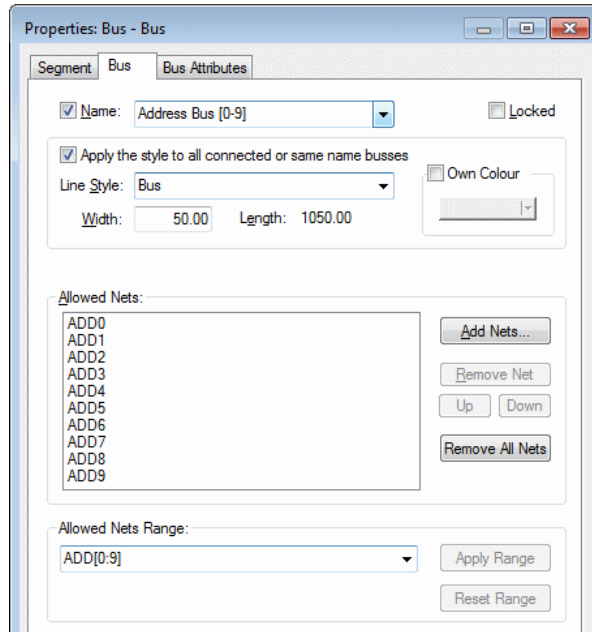 Properties: Bus - Bus
Segment Bus Bus Attributes
Name: Address Bus [0-9] Locked
Apply the style to all connected or same name busses
Line Style: Bus Own Colour
Width: 50.00 Length: 1050.00
Allowed Nets:
ADD0
ADD1
ADD2
ADD3
ADD4
ADD5
ADD6
ADD7
ADD8
ADD9
Add Nets...
Remove Net
Up Down
Remove All Nets
Allowed Nets Range:
ADD[0:9] Apply Range
Reset Range